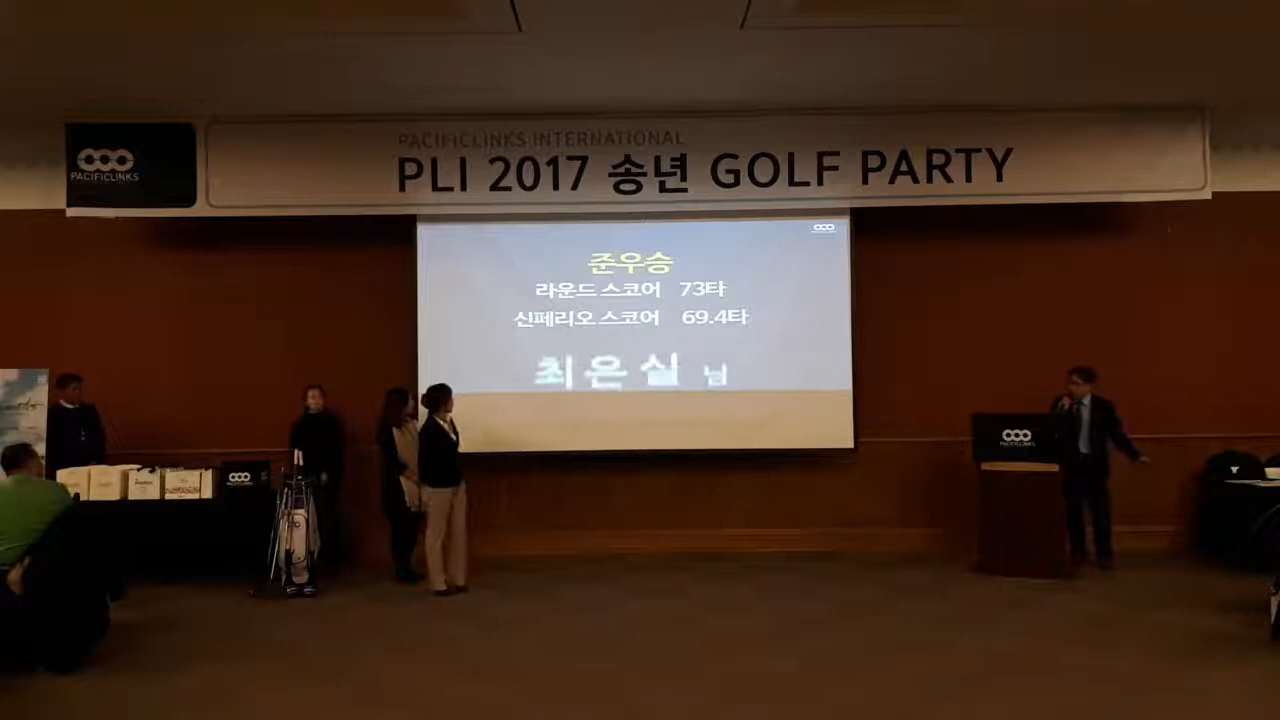 PACIFICLINKS
PACIFICLINKS INTERNATIONAL
PLI 2017 송년 GOLF PARTY
준우승
라운드 스코어 73타
신페리오 스코어 69.4타
최은실 님
PACIFICLINKS
PACIFICLINKS